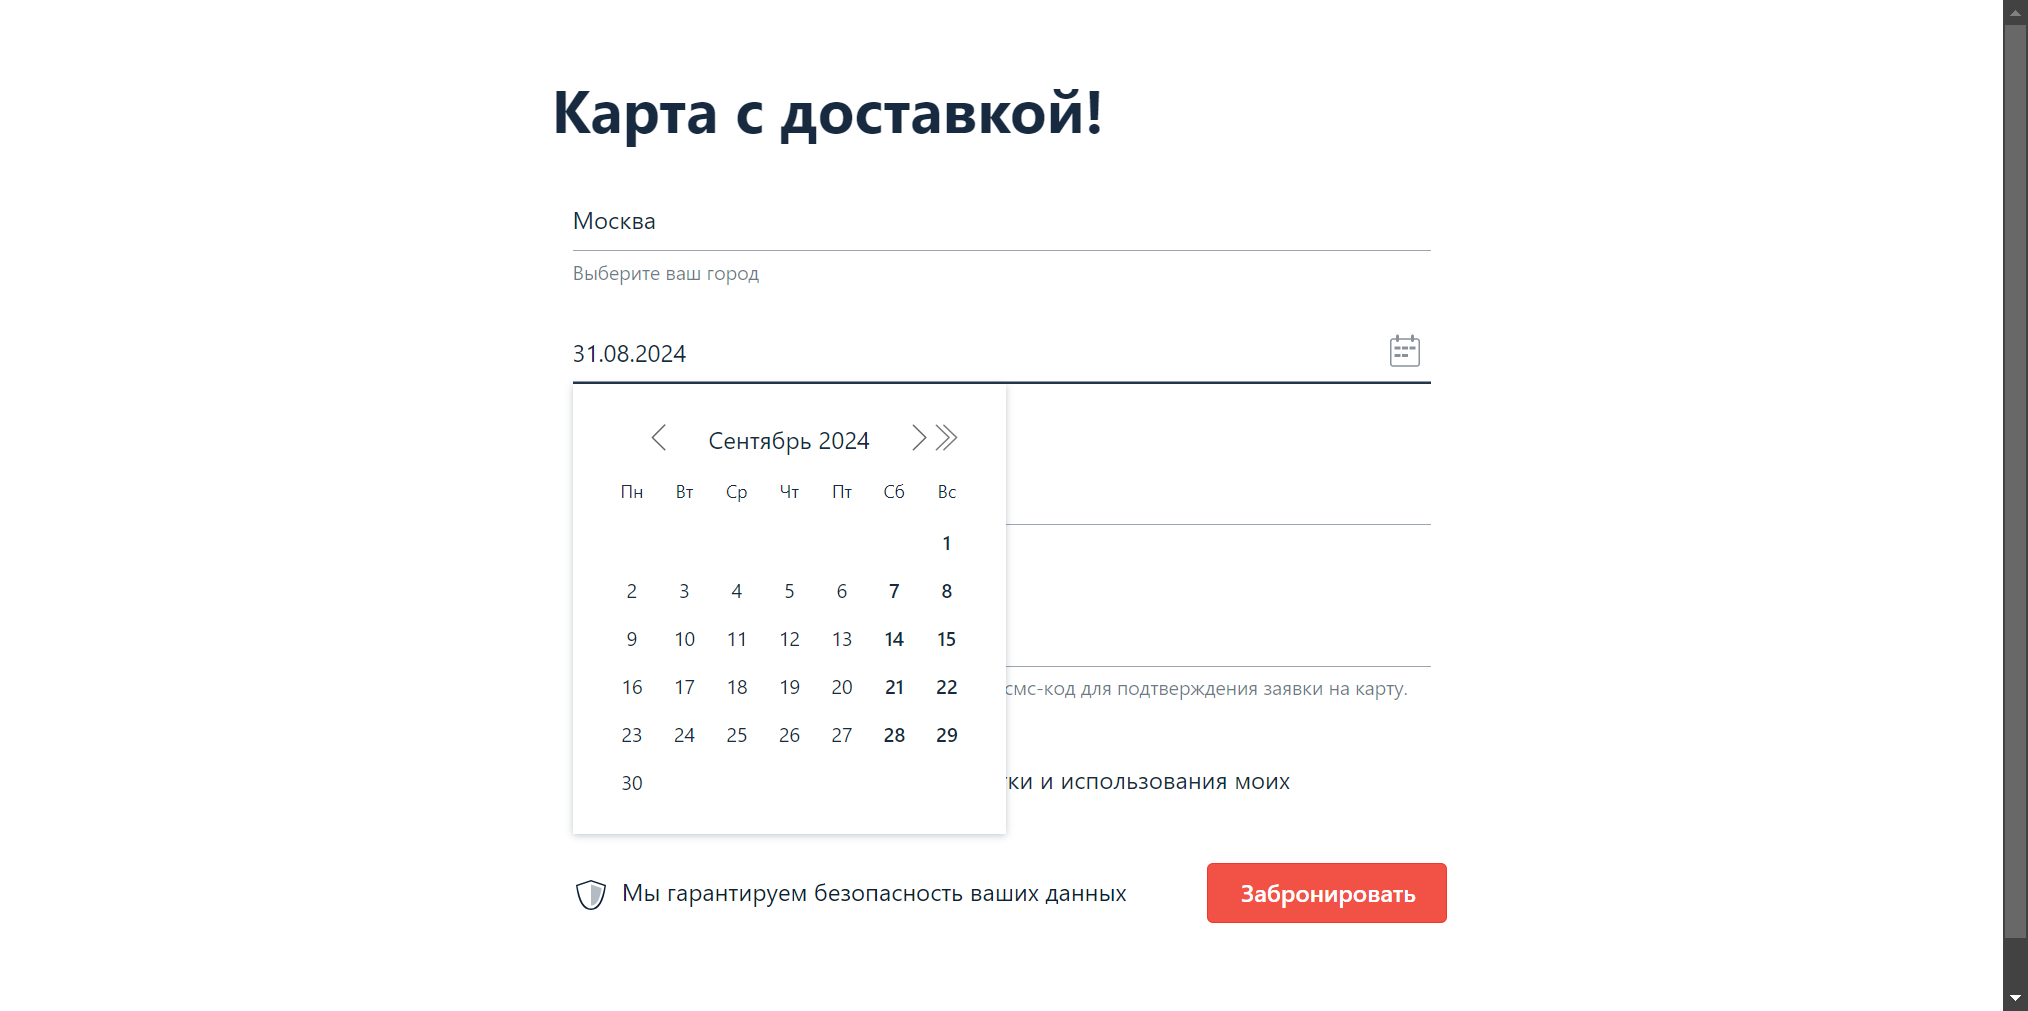 Карта с доставкой!
Москва
Выберите ваш город
31.08.2024
Сентябрь 2024
Пн Вт Ср Чт Пт Сб Вс
1
2 3 4 5 6 7 8
9 10 11 12 13 14 15
16 17 18 19 20 21 22
смс-код для подтверждения заявки на карту.
23 24 25 26 27 28 29
30
и использования моих
Мы гарантируем безопасность ваших данных
Забронировать